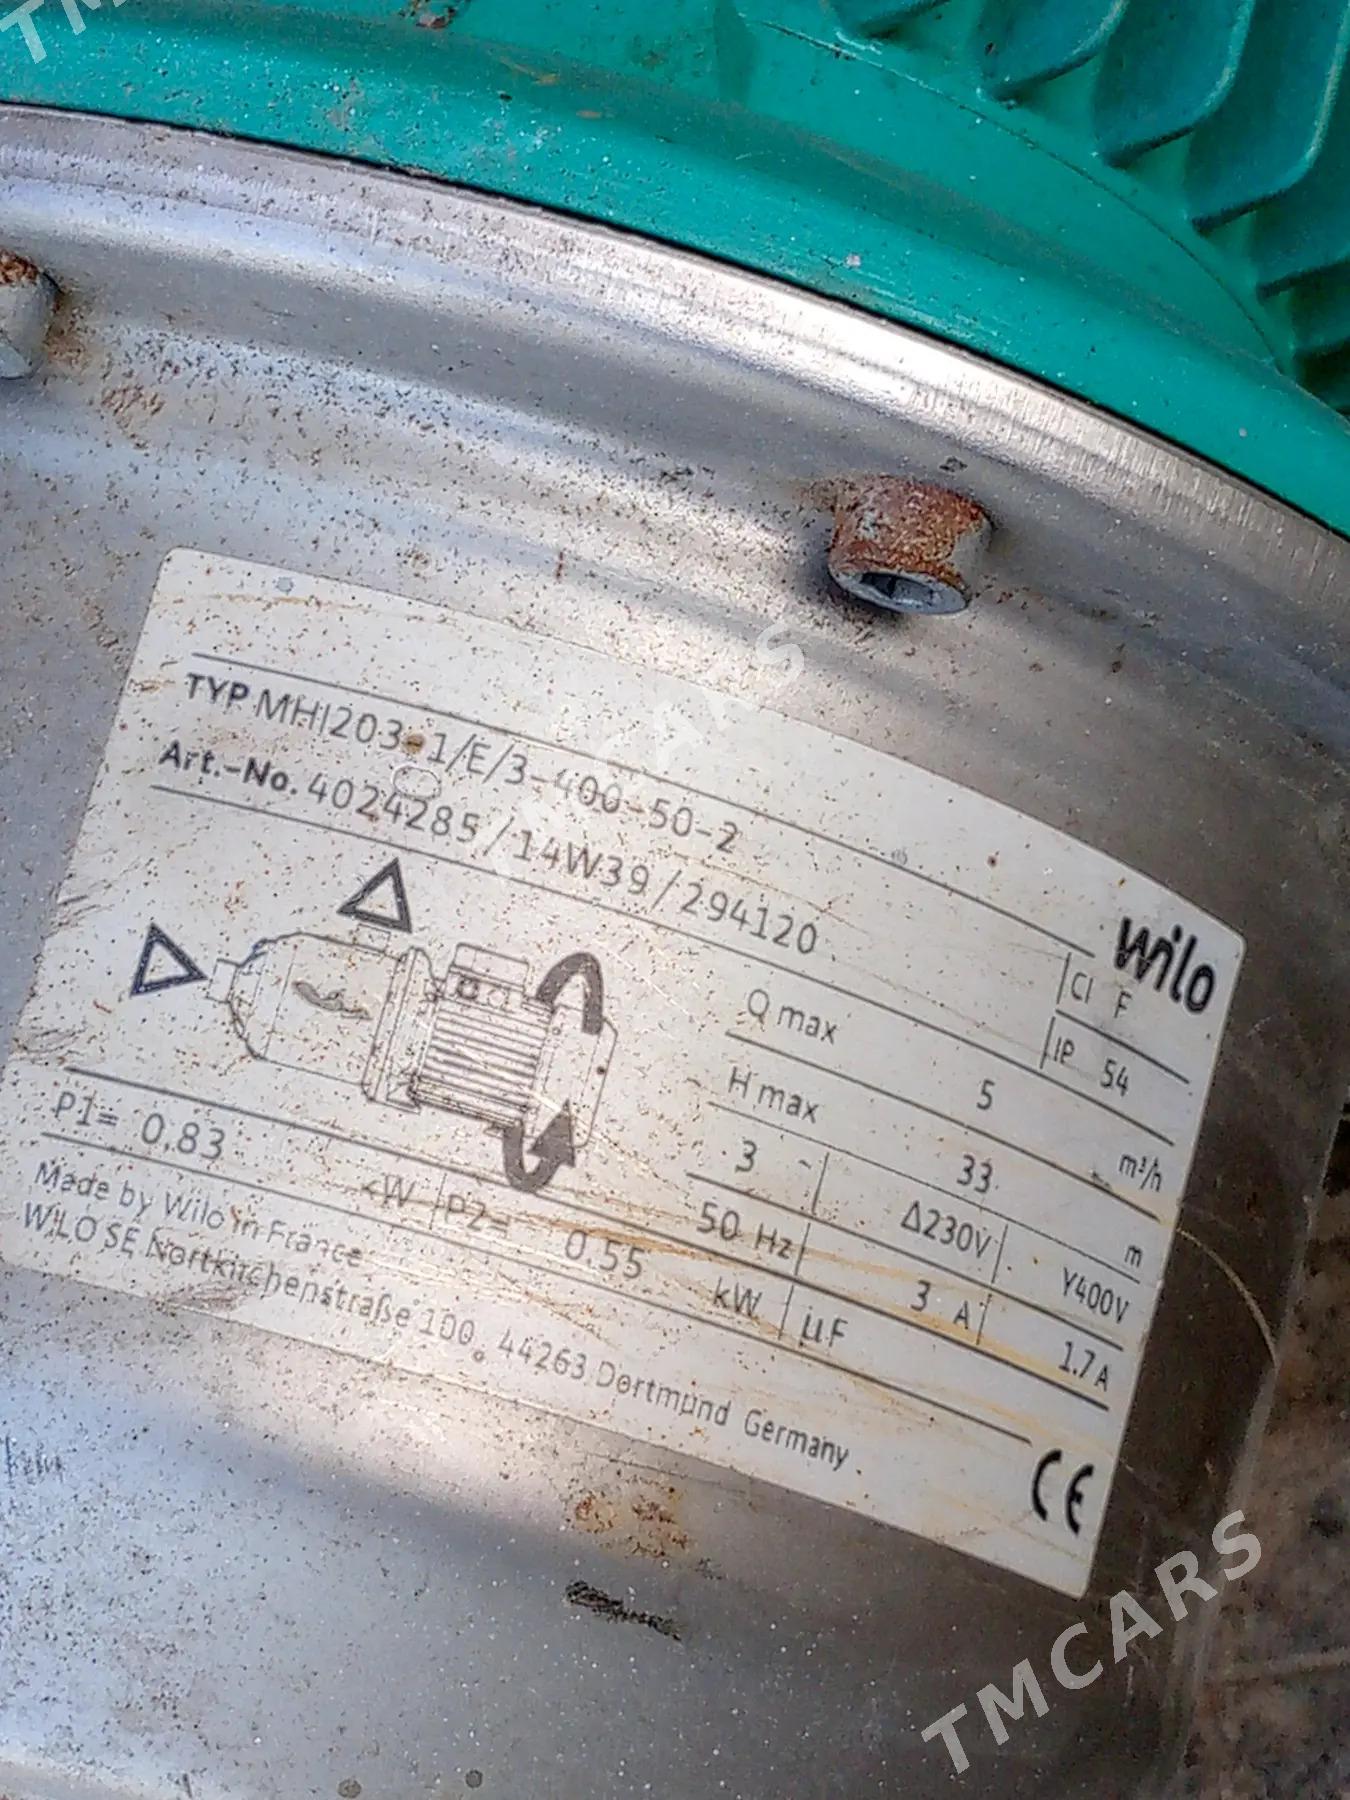 TYP MHI203-1/E/3-400-50-2
Art.-No. 4024285/14W39/294120
wilo
Cl F
IP 54
Q max 5 m³/h
H max 33 m
3 ~ Δ230V Y400V
50 Hz 3 A 1.7 A
P1= 0.83 kW P2= 0.55 kW µF
Made by Wilo in France
WILO SE Nortkirchenstraße 100, 44263 Dortmund Germany
CE
TMCARS
TMCARS